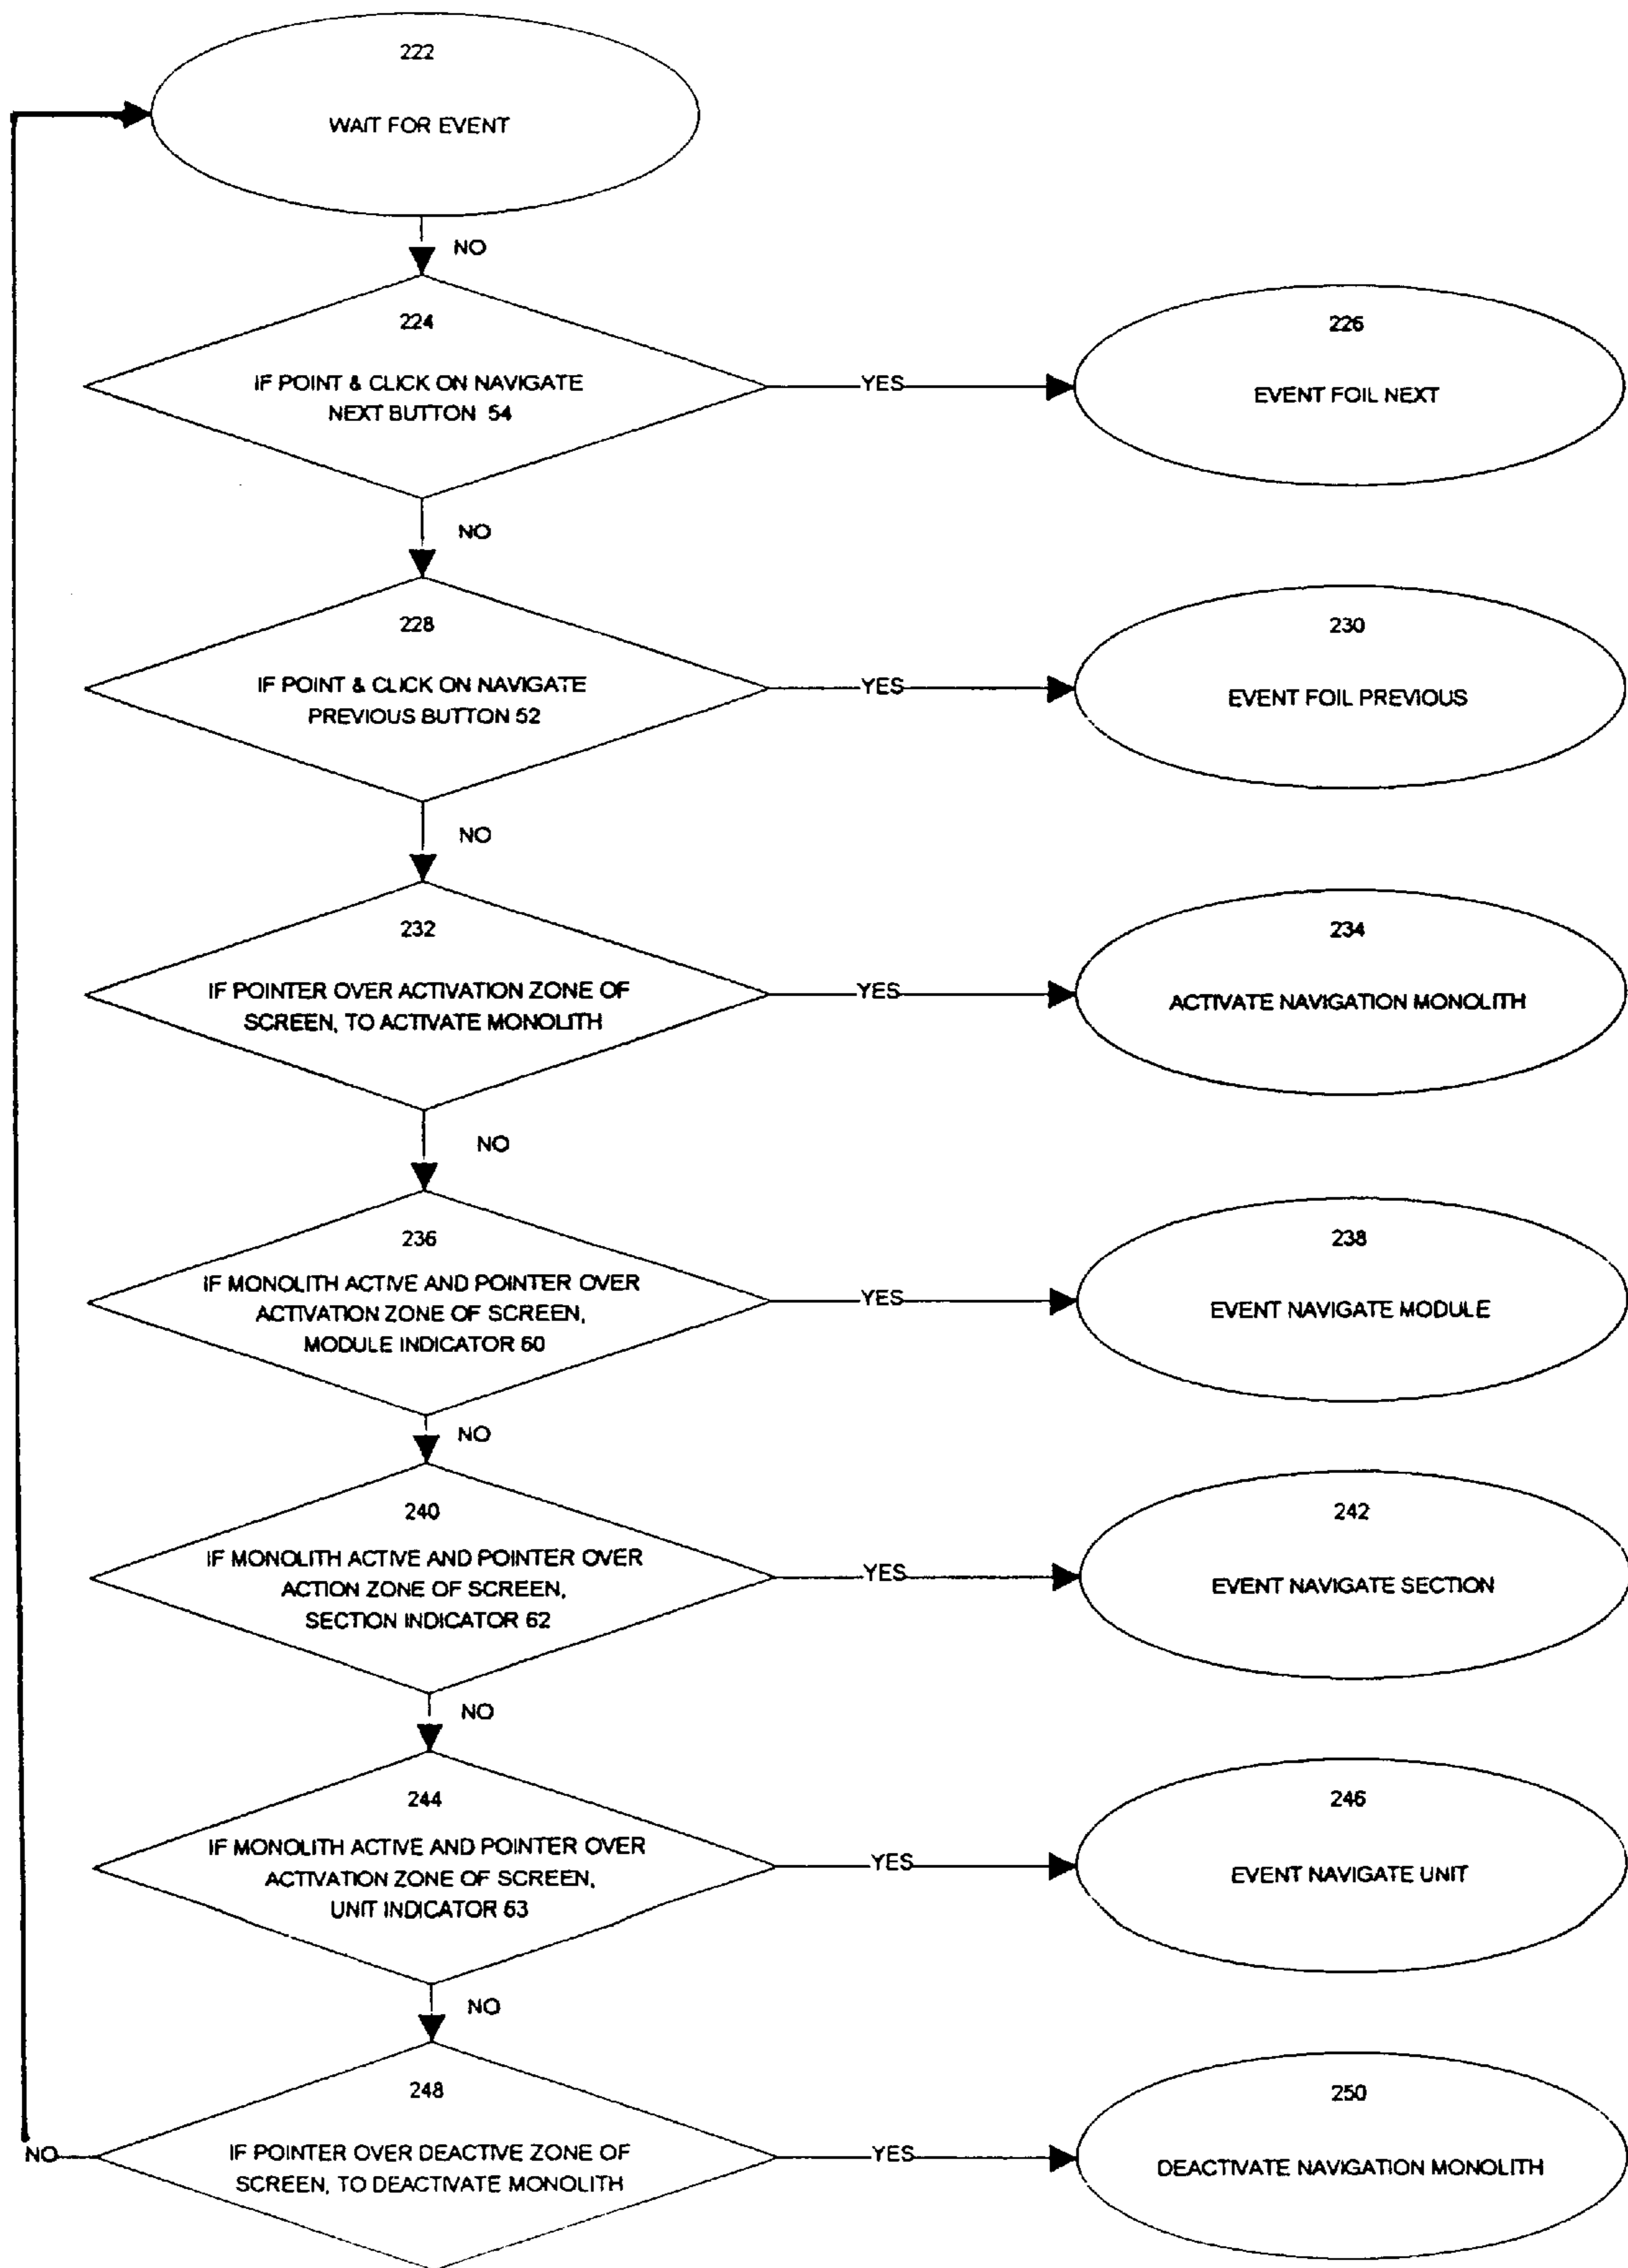 222
WAIT FOR EVENT
NO
224
IF POINT & CLICK ON NAVIGATE
NEXT BUTTON 54
YES
226
EVENT FOIL NEXT
NO
228
IF POINT & CLICK ON NAVIGATE
PREVIOUS BUTTON 52
YES
230
EVENT FOIL PREVIOUS
NO
232
IF POINTER OVER ACTIVATION ZONE OF
SCREEN, TO ACTIVATE MONOLITH
YES
234
ACTIVATE NAVIGATION MONOLITH
NO
236
IF MONOLITH ACTIVE AND POINTER OVER
ACTIVATION ZONE OF SCREEN,
MODULE INDICATOR 60
YES
238
EVENT NAVIGATE MODULE
NO
240
IF MONOLITH ACTIVE AND POINTER OVER
ACTION ZONE OF SCREEN,
SECTION INDICATOR 62
YES
242
EVENT NAVIGATE SECTION
NO
244
IF MONOLITH ACTIVE AND POINTER OVER
ACTIVATION ZONE OF SCREEN,
UNIT INDICATOR 63
YES
246
EVENT NAVIGATE UNIT
NO
248
IF POINTER OVER DEACTIVE ZONE OF
SCREEN, TO DEACTIVATE MONOLITH
NO
YES
250
DEACTIVATE NAVIGATION MONOLITH